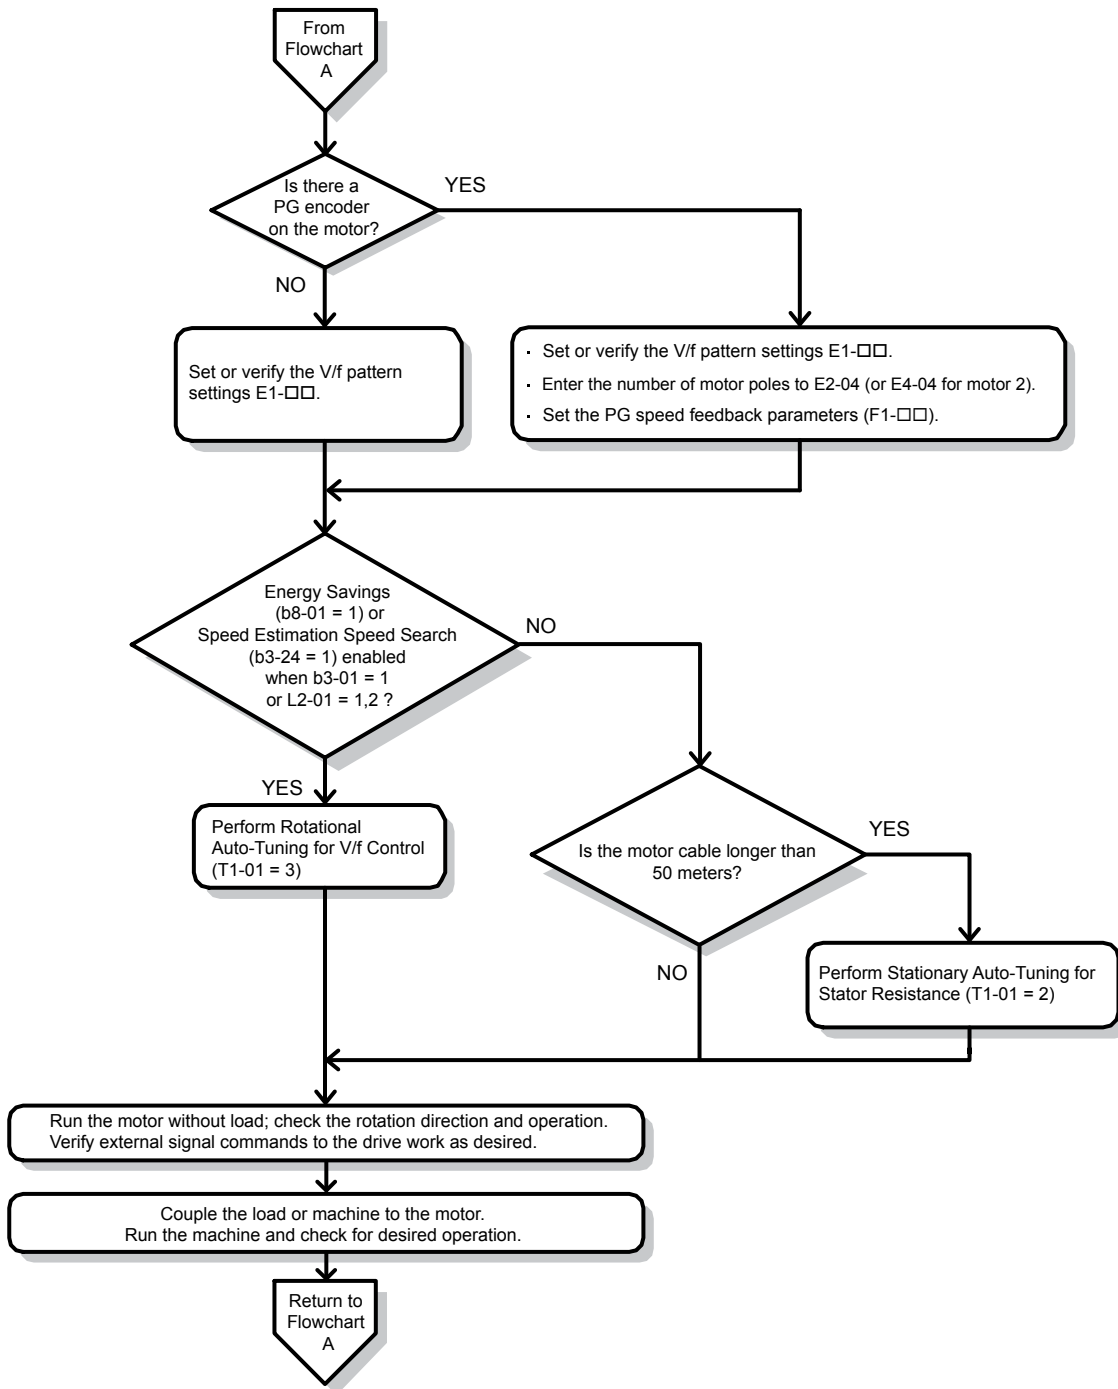 From
Flowchart
A
Is there a
PG encoder
on the motor?
YES
NO
Set or verify the V/f pattern
settings E1-□□.
· Set or verify the V/f pattern settings E1-□□.
· Enter the number of motor poles to E2-04 (or E4-04 for motor 2).
· Set the PG speed feedback parameters (F1-□□).
Energy Savings
(b8-01 = 1) or
Speed Estimation Speed Search
(b3-24 = 1) enabled
when b3-01 = 1
or L2-01 = 1,2 ?
NO
YES
Perform Rotational
Auto-Tuning for V/f Control
(T1-01 = 3)
Is the motor cable longer than
50 meters?
YES
NO
Perform Stationary Auto-Tuning for
Stator Resistance (T1-01 = 2)
Run the motor without load; check the rotation direction and operation.
Verify external signal commands to the drive work as desired.
Couple the load or machine to the motor.
Run the machine and check for desired operation.
Return to
Flowchart
A